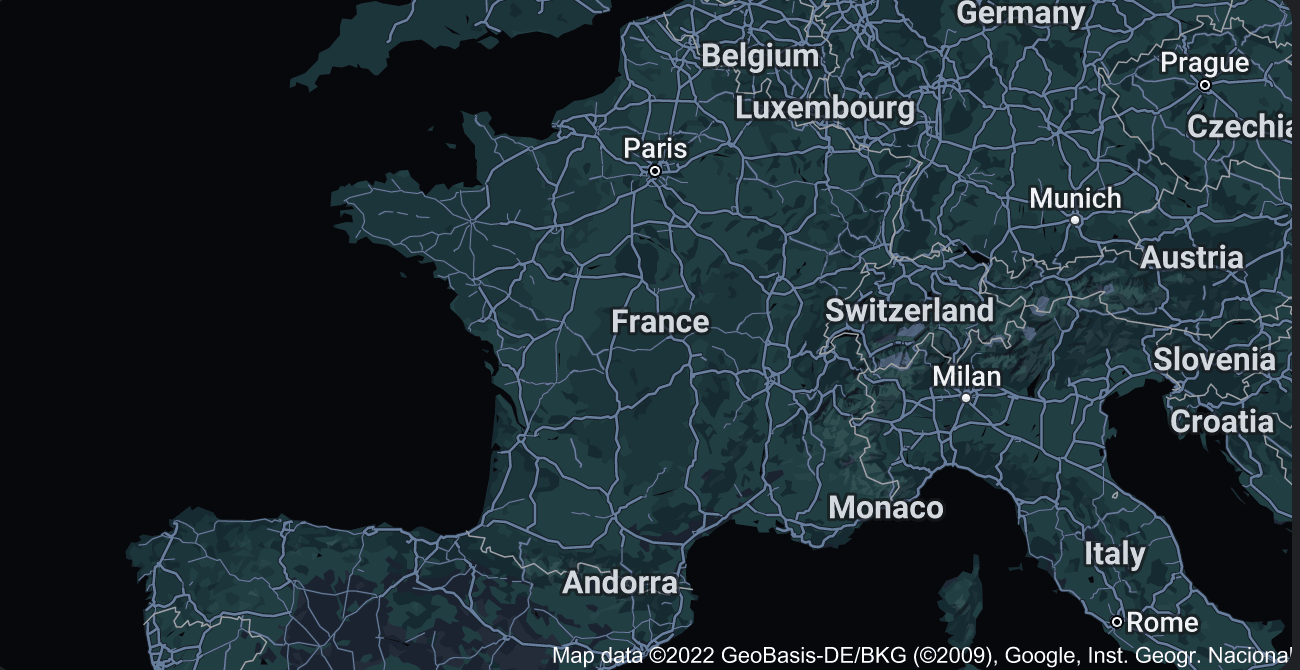 Germany
Belgium
Prague
Luxembourg
Czechia
Paris
Munich
Austria
Switzerland
France
Slovenia
Milan
Croatia
Monaco
Italy
Andorra
Rome
Map data ©2022 GeoBasis-DE/BKG (©2009), Google, Inst. Geogr. Nacional